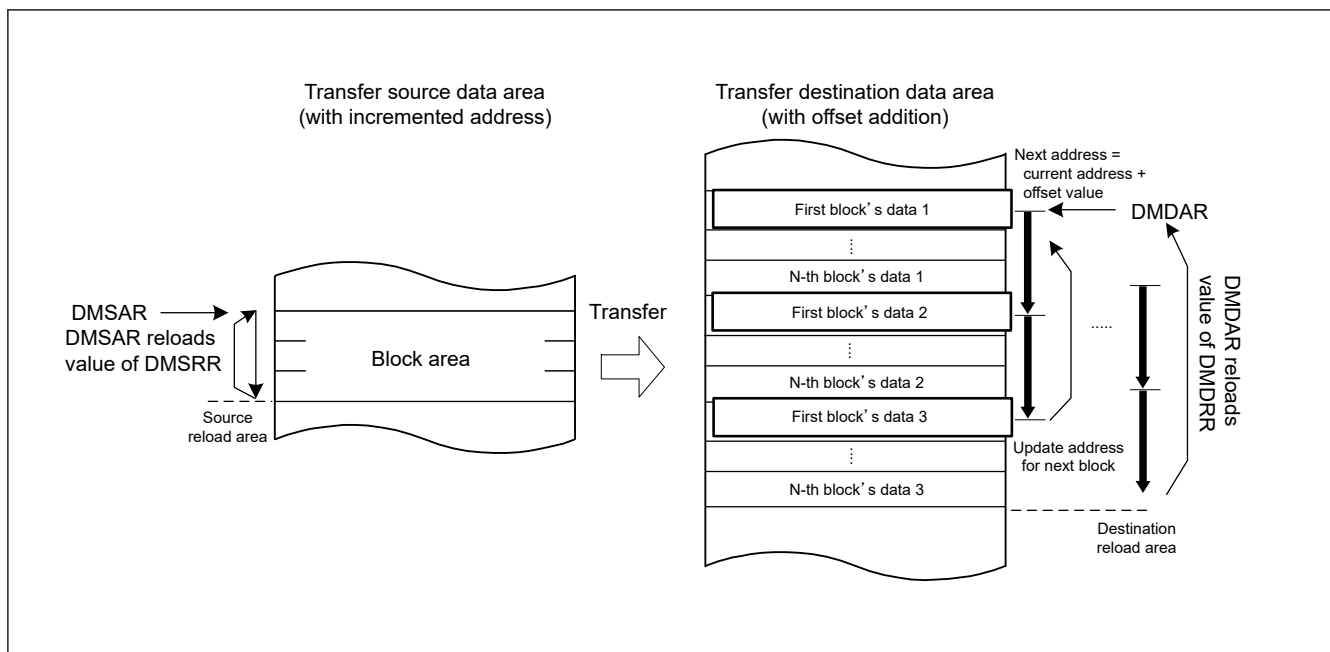 Transfer source data area
(with incremented address)
Transfer destination data area
(with offset addition)
Next address =
current address +
offset value
First block’s data 1
DMDAR
N-th block’s data 1
DMSAR
DMSAR reloads
value of DMSRR
Transfer
First block’s data 2
.....
DMDAR reloads
value of DMDRR
Block area
N-th block’s data 2
Source
reload area
First block’s data 3
Update address
for next block
N-th block’s data 3
Destination
reload area